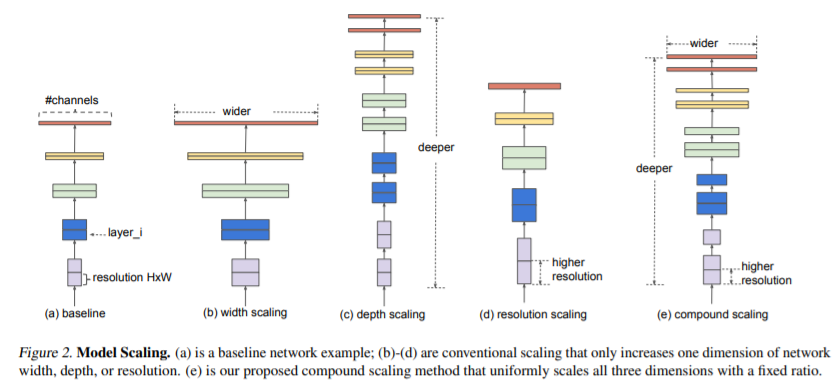 #channels
layer_i
resolution HxW
(a) baseline
wider
(b) width scaling
deeper
(c) depth scaling
higher
resolution
(d) resolution scaling
wider
deeper
higher
resolution
(e) compound scaling
Figure 2. Model Scaling. (a) is a baseline network example; (b)-(d) are conventional scaling that only increases one dimension of network
width, depth, or resolution. (e) is our proposed compound scaling method that uniformly scales all three dimensions with a fixed ratio.